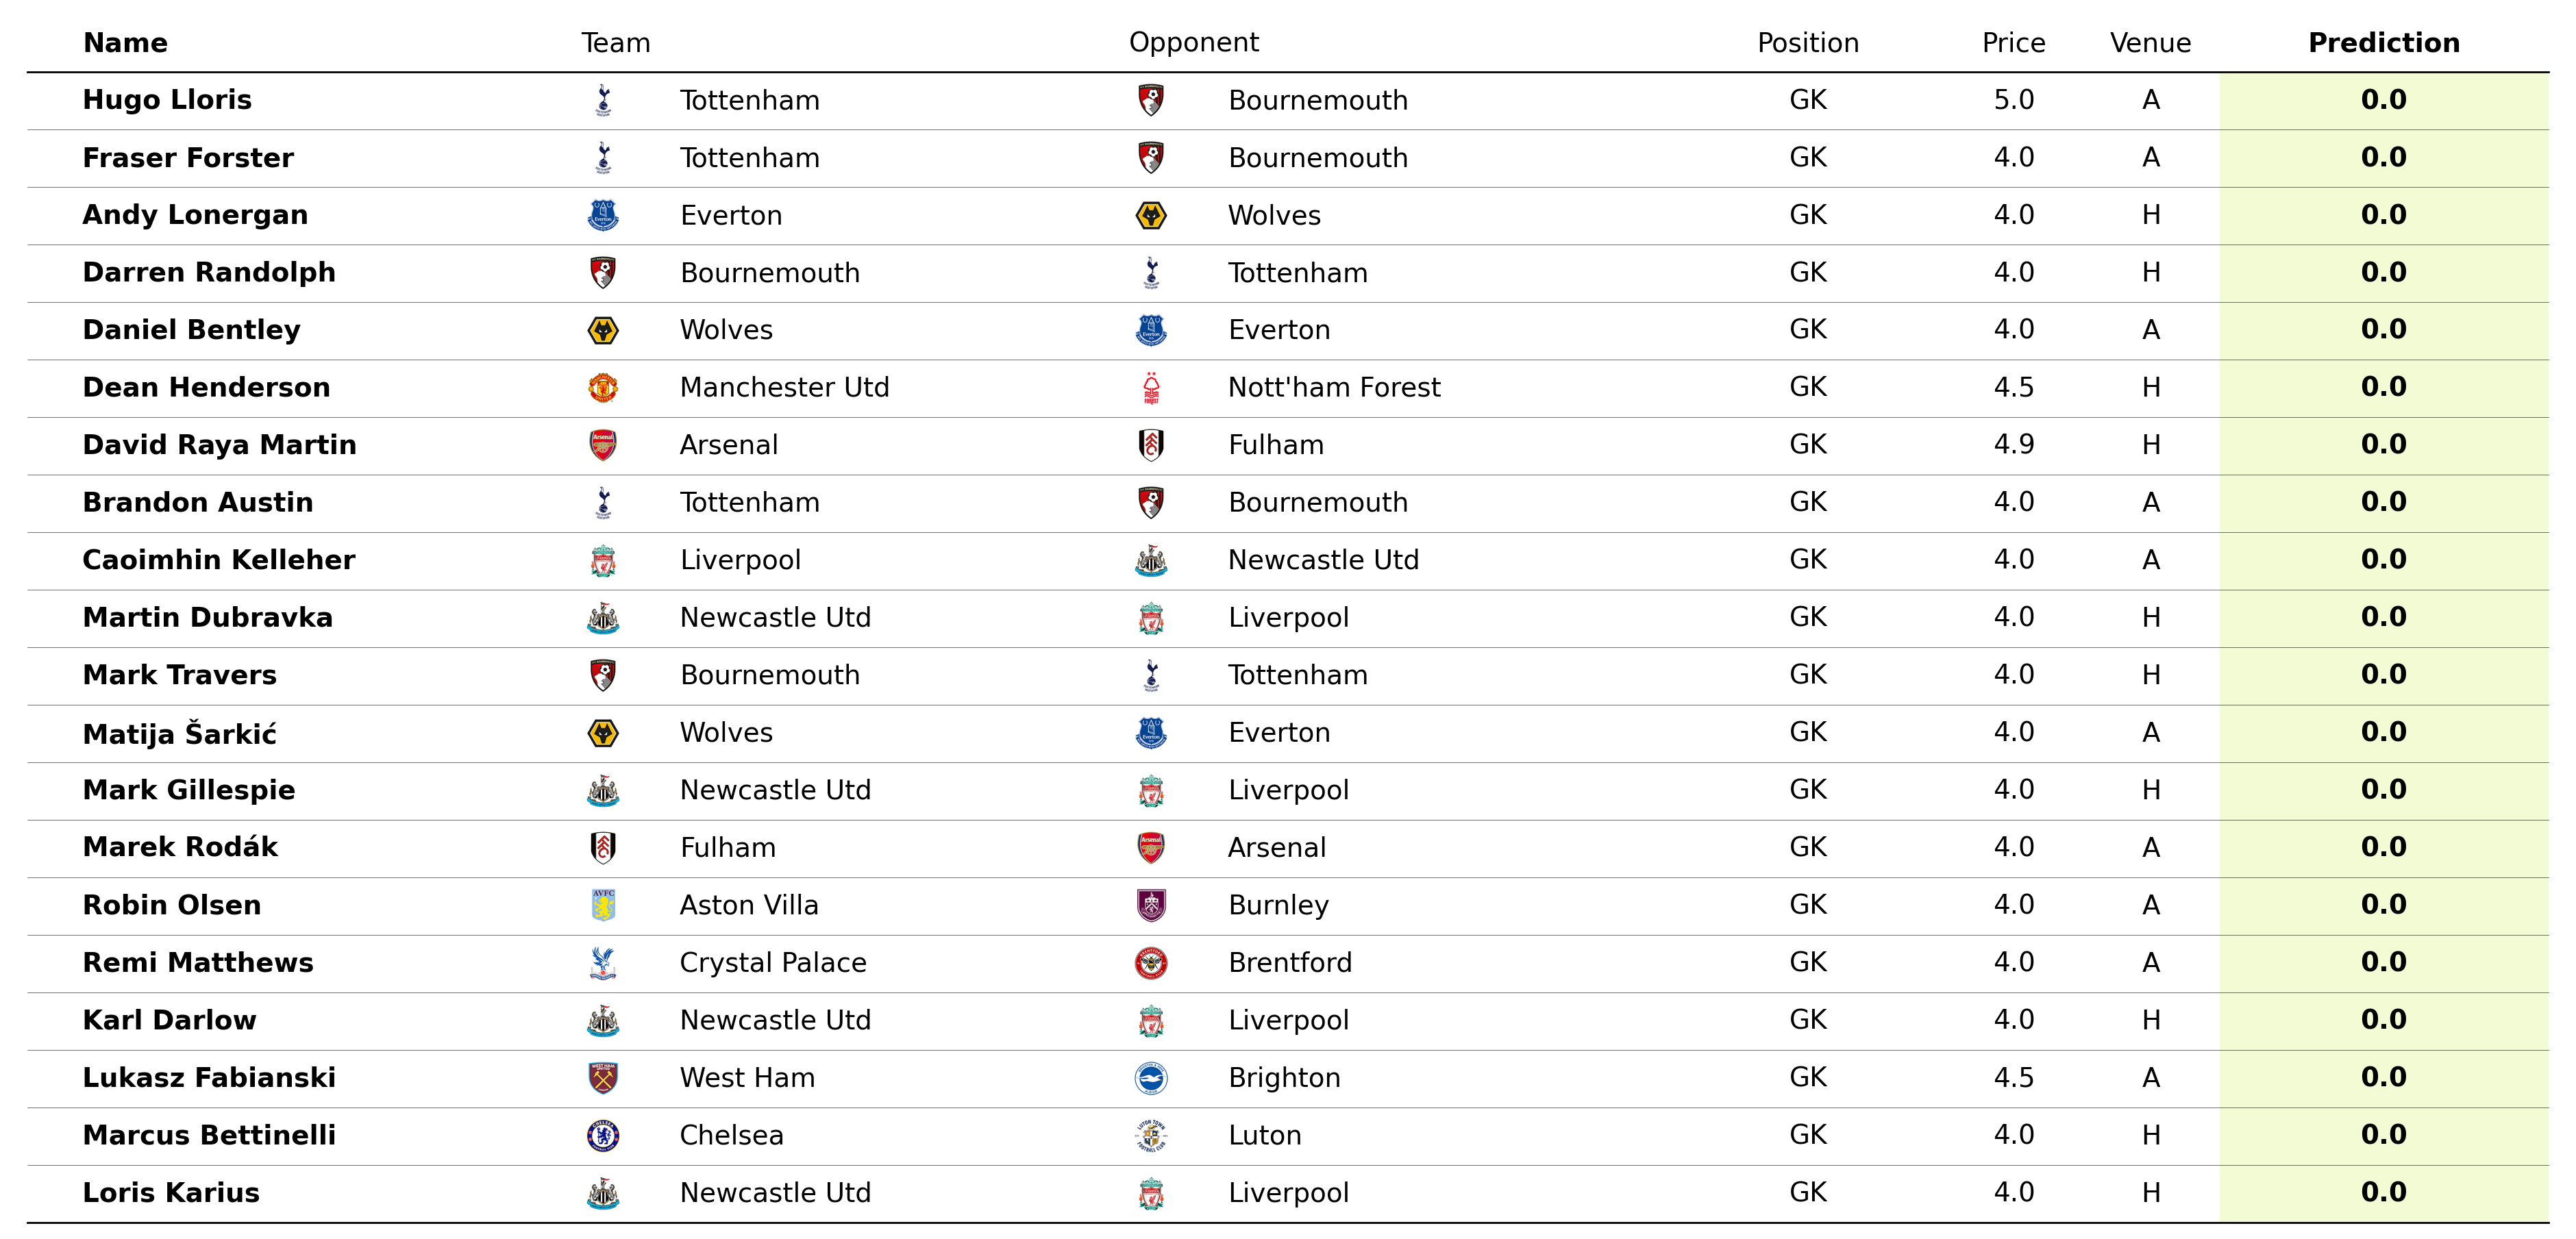 Name Team Opponent Position Price Venue Prediction
Hugo Lloris Tottenham Bournemouth GK 5.0 A 0.0
Fraser Forster Tottenham Bournemouth GK 4.0 A 0.0
Andy Lonergan Everton Wolves GK 4.0 H 0.0
Darren Randolph Bournemouth Tottenham GK 4.0 H 0.0
Daniel Bentley Wolves Everton GK 4.0 A 0.0
Dean Henderson Manchester Utd Nott'ham Forest GK 4.5 H 0.0
David Raya Martin Arsenal Fulham GK 4.9 H 0.0
Brandon Austin Tottenham Bournemouth GK 4.0 A 0.0
Caoimhin Kelleher Liverpool Newcastle Utd GK 4.0 A 0.0
Martin Dubravka Newcastle Utd Liverpool GK 4.0 H 0.0
Mark Travers Bournemouth Tottenham GK 4.0 H 0.0
Matija Šarkić Wolves Everton GK 4.0 A 0.0
Mark Gillespie Newcastle Utd Liverpool GK 4.0 H 0.0
Marek Rodák Fulham Arsenal GK 4.0 A 0.0
Robin Olsen Aston Villa Burnley GK 4.0 A 0.0
Remi Matthews Crystal Palace Brentford GK 4.0 A 0.0
Karl Darlow Newcastle Utd Liverpool GK 4.0 H 0.0
Lukasz Fabianski West Ham Brighton GK 4.5 A 0.0
Marcus Bettinelli Chelsea Luton GK 4.0 H 0.0
Loris Karius Newcastle Utd Liverpool GK 4.0 H 0.0